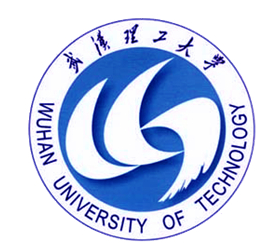 武漢理工大学
WUHAN UNIVERSITY OF TECHNOLOGY